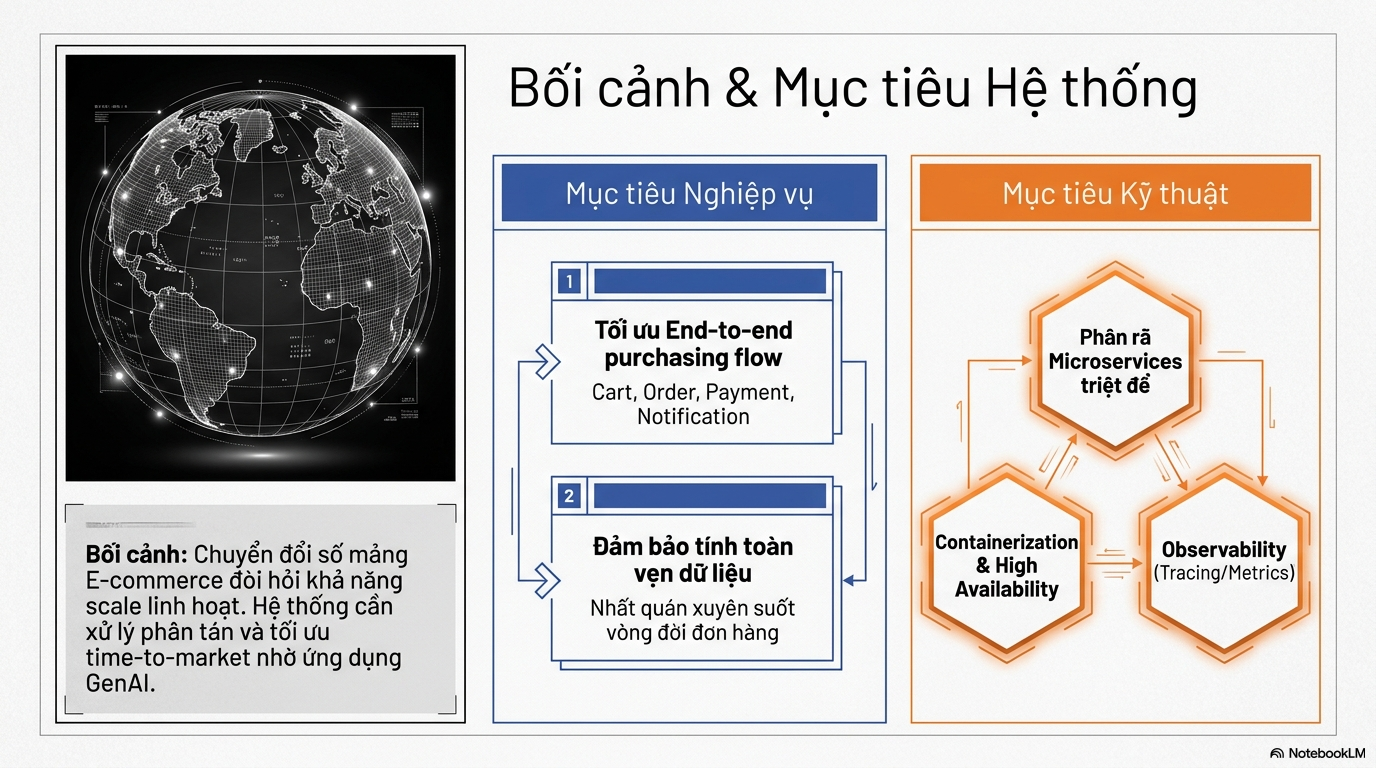 Bối cảnh & Mục tiêu Hệ thống
Bối cảnh: Chuyển đổi số mảng
E-commerce đòi hỏi khả năng
scale linh hoạt. Hệ thống cần
xử lý phân tán và tối ưu
time-to-market nhờ ứng dụng
GenAI.
Mục tiêu Nghiệp vụ
1
Tối ưu End-to-end
purchasing flow
Cart, Order, Payment,
Notification
2
Đảm bảo tính toàn
vẹn dữ liệu
Nhất quán xuyên suốt
vòng đời đơn hàng
Mục tiêu Kỹ thuật
Phân rã
Microservices
triệt để
Containerization
& High
Availability
Observability
(Tracing/Metrics)
NotebookLM